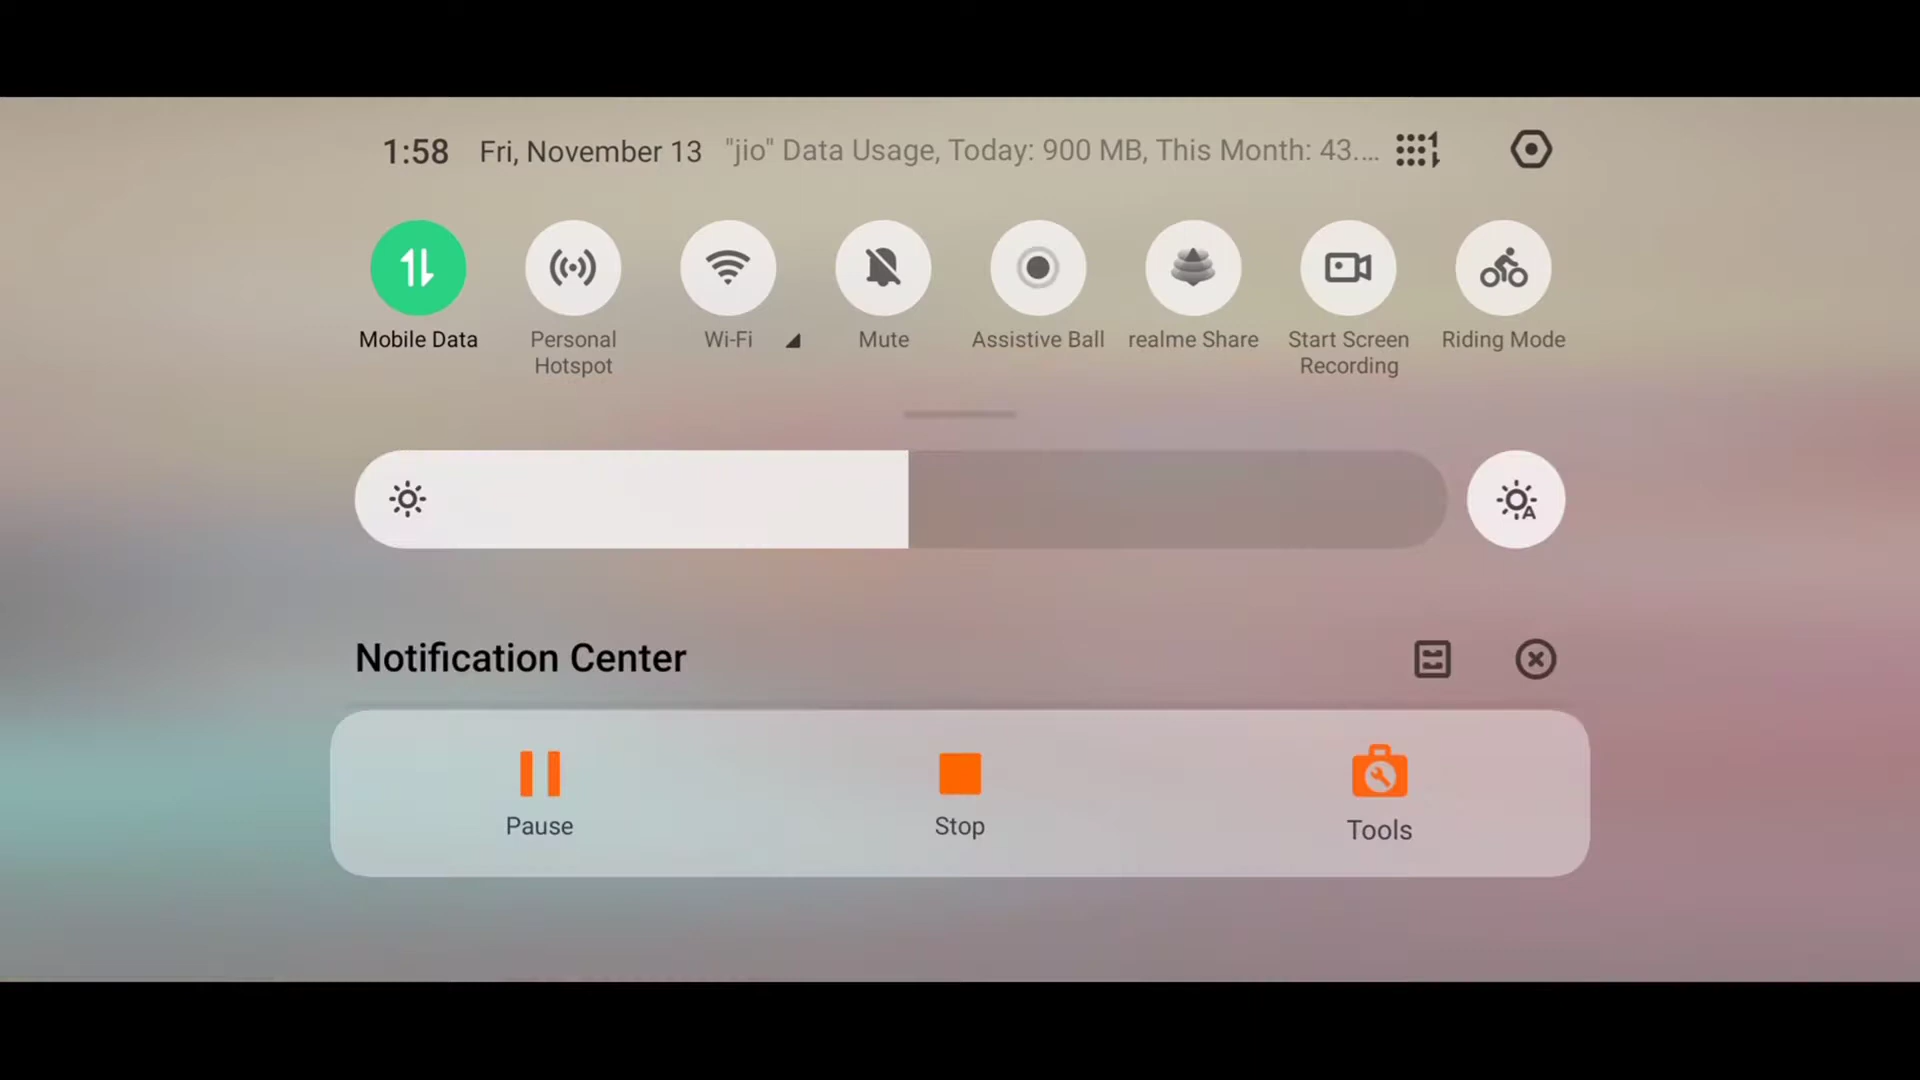 1:58 Fri, November 13 "jio" Data Usage, Today: 900 MB, This Month: 43....
Mobile Data
Personal
Hotspot
Wi-Fi
Mute
Assistive Ball
realme Share
Start Screen
Recording
Riding Mode
A
Notification Center
Pause
Stop
Tools